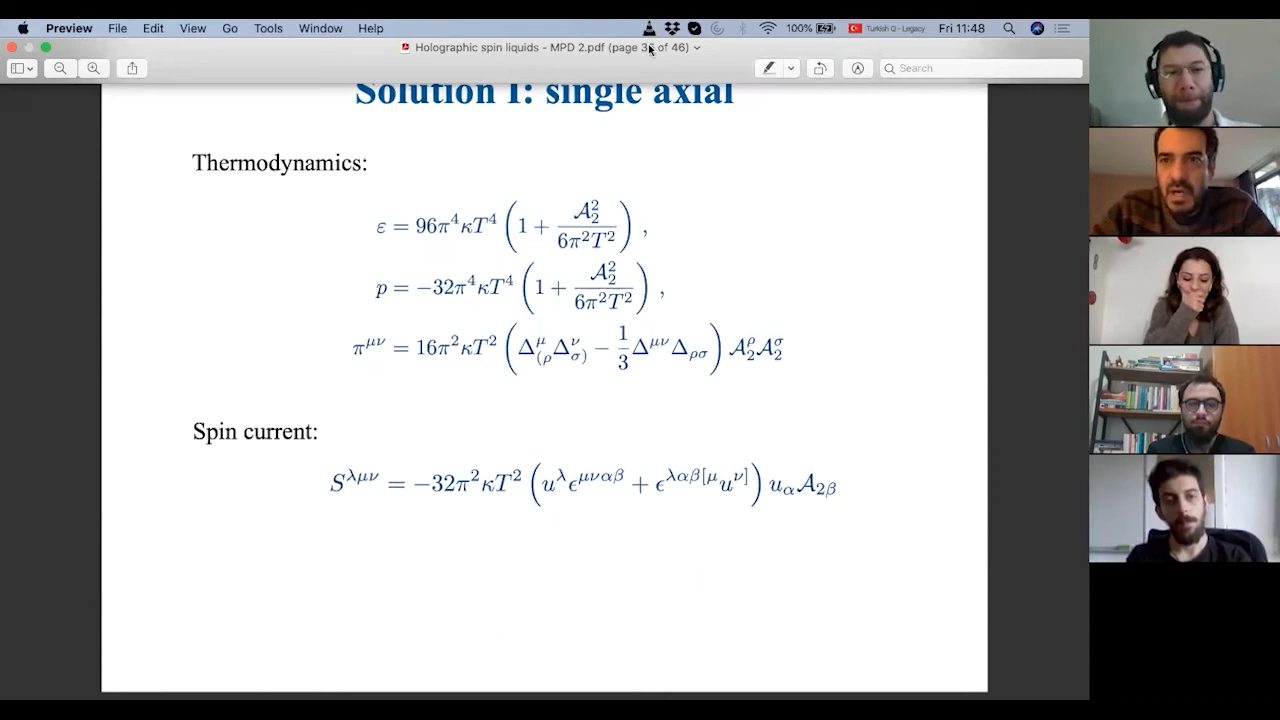 Preview File Edit View Go Tools Window Help 100% Turkish Q - Legacy Fri 11:48
Holographic spin liquids - MPD 2.pdf (page 3 of 46)
Search
Solution I: single axial
Thermodynamics:
ε = 96π⁴κT⁴ (1 + 𝒜₂²/6π²T²) ,
p = −32π⁴κT⁴ (1 + 𝒜₂²/6π²T²) ,
π^{μν} = 16π²κT² (Δ^μ_{(ρ}Δ^ν_{σ)} − 1/3 Δ^{μν}Δ_{ρσ}) 𝒜₂^ρ𝒜₂^σ
Spin current:
S^{λμν} = −32π²κT² (u^λ ϵ^{μναβ} + ϵ^{λαβ[μ}u^{ν]}) u_α 𝒜_{2β}